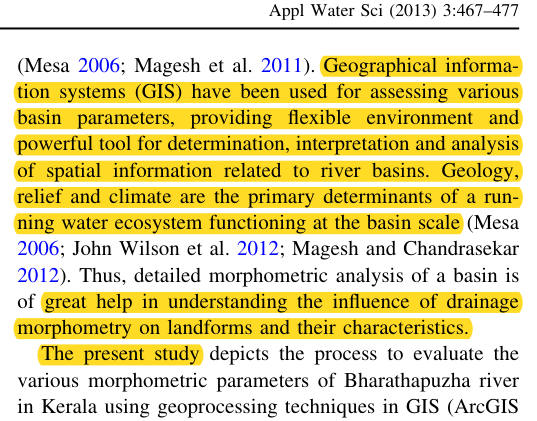 Appl Water Sci (2013) 3:467–477
(Mesa 2006; Magesh et al. 2011). Geographical informa-
tion systems (GIS) have been used for assessing various
basin parameters, providing flexible environment and
powerful tool for determination, interpretation and analysis
of spatial information related to river basins. Geology,
relief and climate are the primary determinants of a run-
ning water ecosystem functioning at the basin scale (Mesa
2006; John Wilson et al. 2012; Magesh and Chandrasekar
2012). Thus, detailed morphometric analysis of a basin is
of great help in understanding the influence of drainage
morphometry on landforms and their characteristics.
The present study depicts the process to evaluate the
various morphometric parameters of Bharathapuzha river
in Kerala using geoprocessing techniques in GIS (ArcGIS